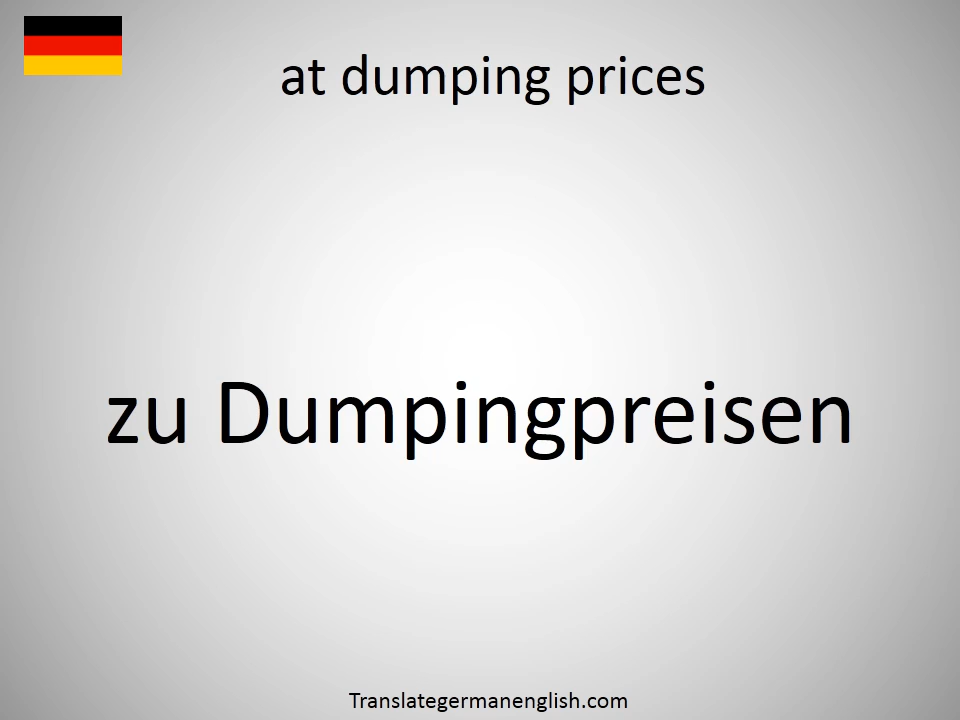 at dumping prices
zu Dumpingpreisen
Translategermanenglish.com